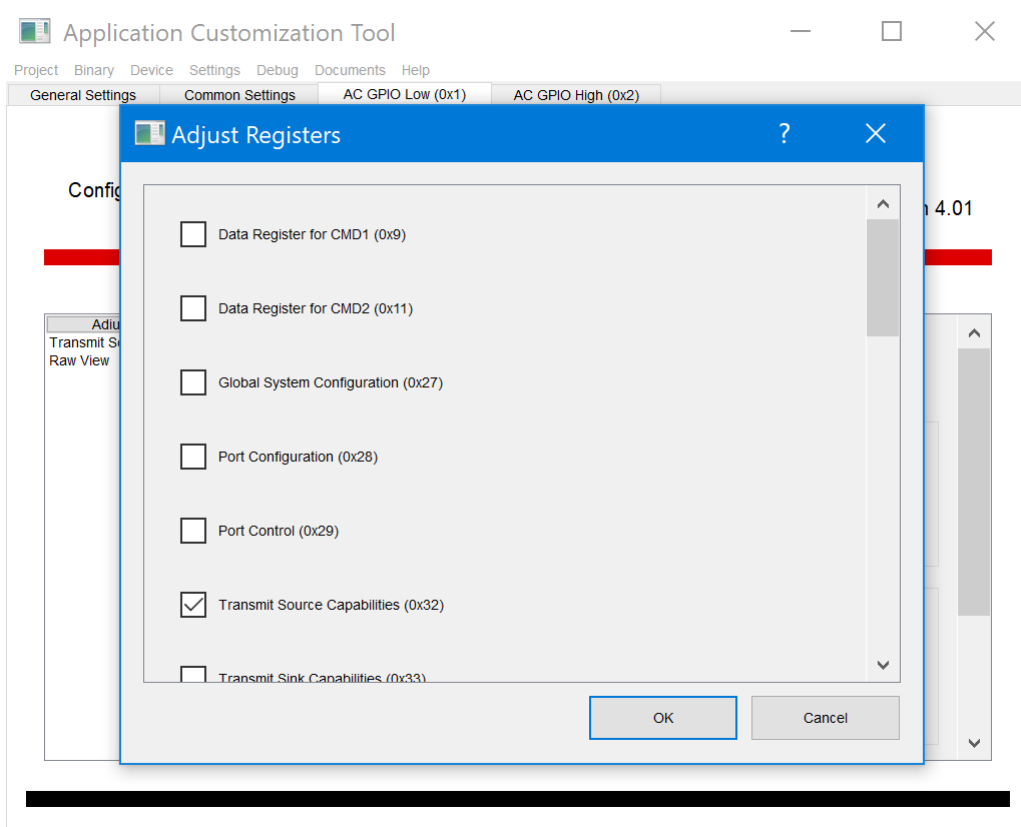 Application Customization Tool
Project Binary Device Settings Debug Documents Help
General Settings Common Settings AC GPIO Low (0x1) AC GPIO High (0x2)
Adjust Registers ?
4.01
Data Register for CMD1 (0x9)
Data Register for CMD2 (0x11)
Global System Configuration (0x27)
Port Configuration (0x28)
Port Control (0x29)
Transmit Source Capabilities (0x32)
Transmit Sink Capabilities (0x33)
Transmit
Raw View
OK Cancel